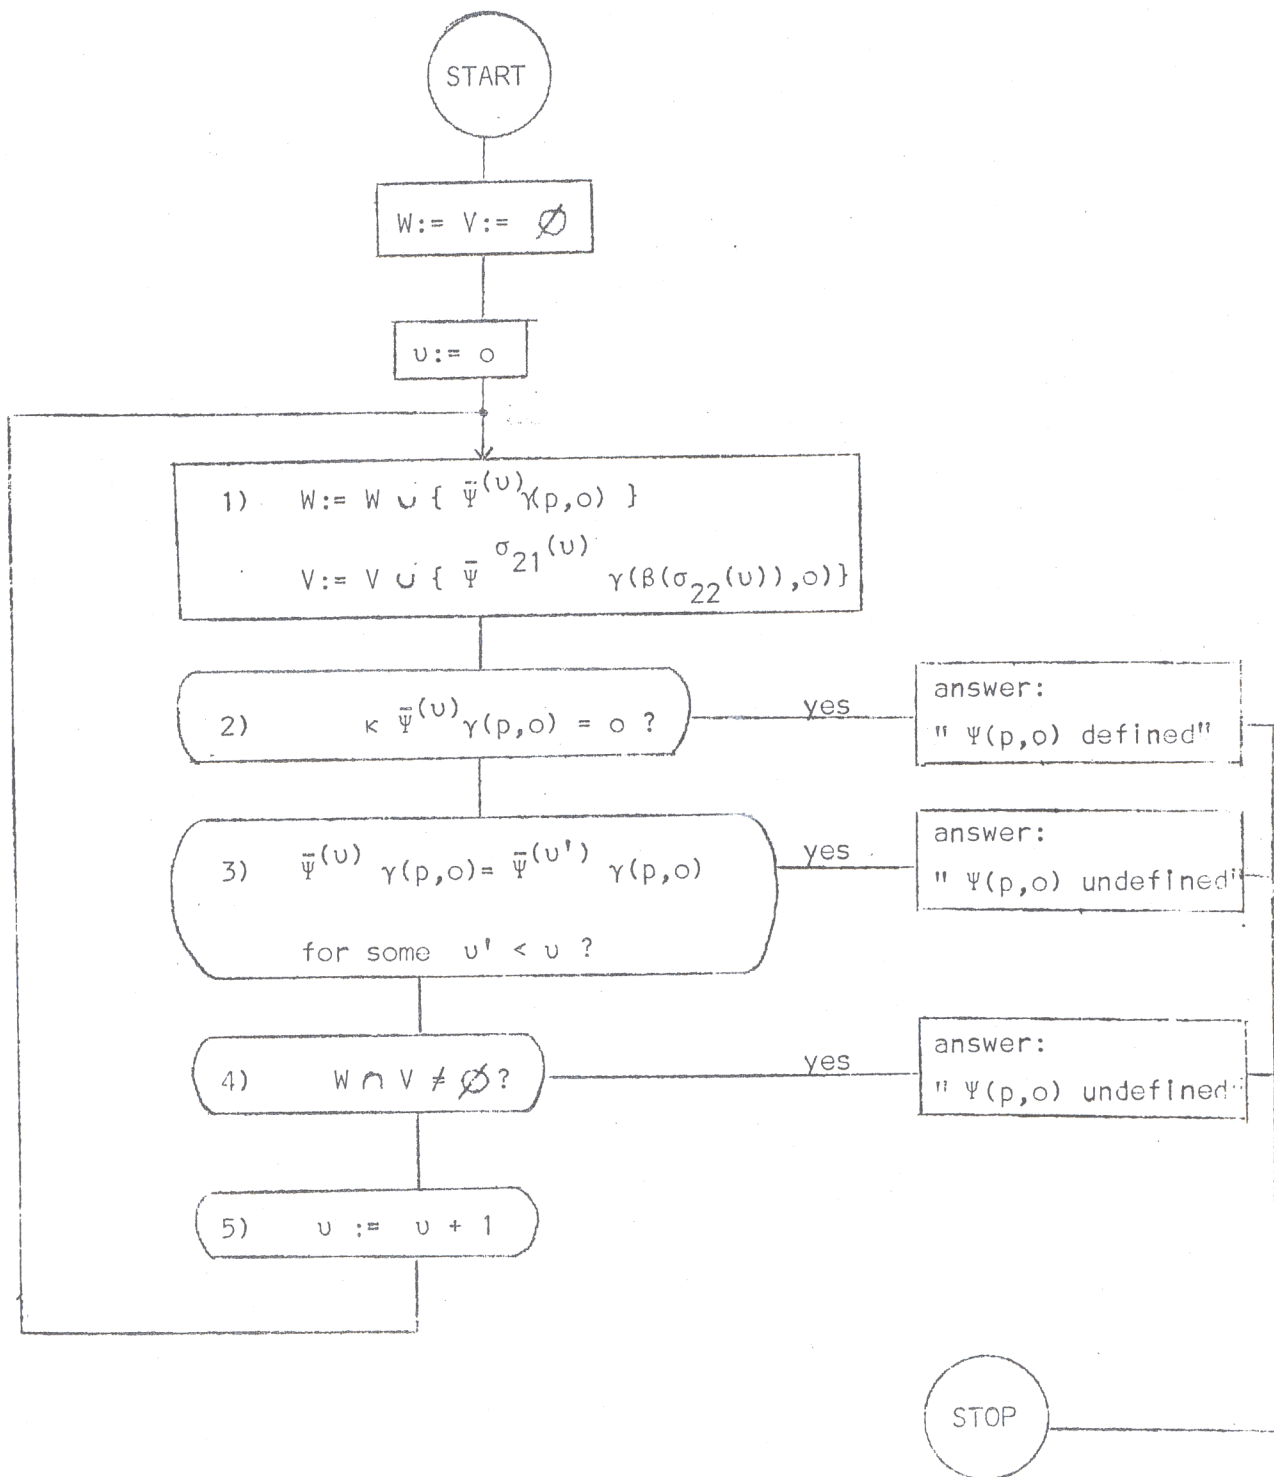 START
W:= V:= ∅
υ:= o
1) W:= W ∪ { Ψ̄^(υ) γ(p,o) }
V:= V ∪ { Ψ̄^σ₂₁(υ) γ(β(σ₂₂(υ)),o)}
2) κ Ψ̄^(υ) γ(p,o) = o ?
yes
answer:
" Ψ(p,o) defined"
3) Ψ̄^(υ) γ(p,o)= Ψ̄^(υ') γ(p,o)
for some υ' < υ ?
yes
answer:
" Ψ(p,o) undefined"
4) W ∩ V ≠ ∅ ?
yes
answer:
" Ψ(p,o) undefined"
5) υ := υ + 1
STOP